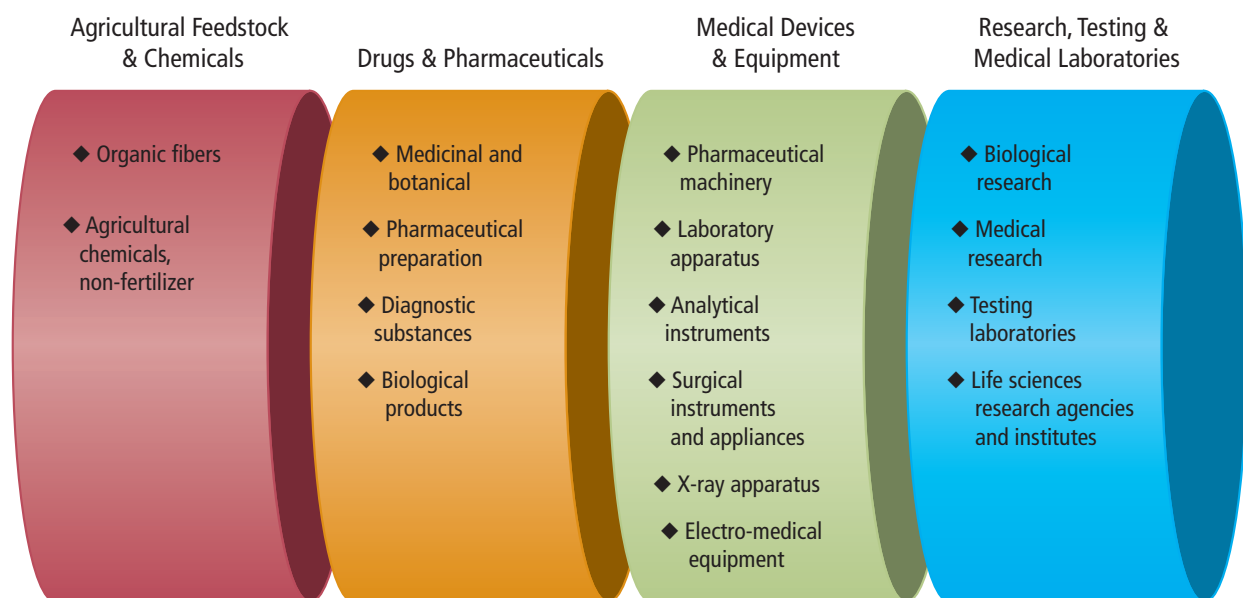 Agricultural Feedstock
& Chemicals
Drugs & Pharmaceuticals
Medical Devices
& Equipment
Research, Testing &
Medical Laboratories
◆ Organic fibers
◆ Agricultural
chemicals,
non-fertilizer
◆ Medicinal and
botanical
◆ Pharmaceutical
preparation
◆ Diagnostic
substances
◆ Biological
products
◆ Pharmaceutical
machinery
◆ Laboratory
apparatus
◆ Analytical
instruments
◆ Surgical
instruments
and appliances
◆ X-ray apparatus
◆ Electro-medical
equipment
◆ Biological
research
◆ Medical
research
◆ Testing
laboratories
◆ Life sciences
research agencies
and institutes